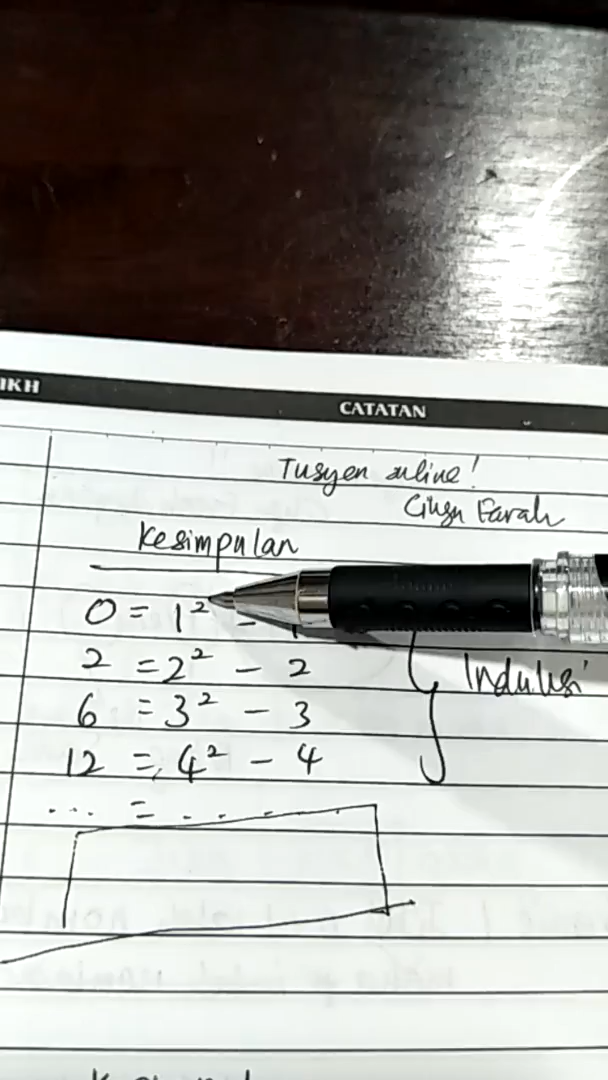 IKH
CATATAN
Tusyen online!
Cikgu Farah
Kesimpulan
0 = 1² -
2 = 2² - 2
6 = 3² - 3
12 = 4² - 4
... = ....
Induksi